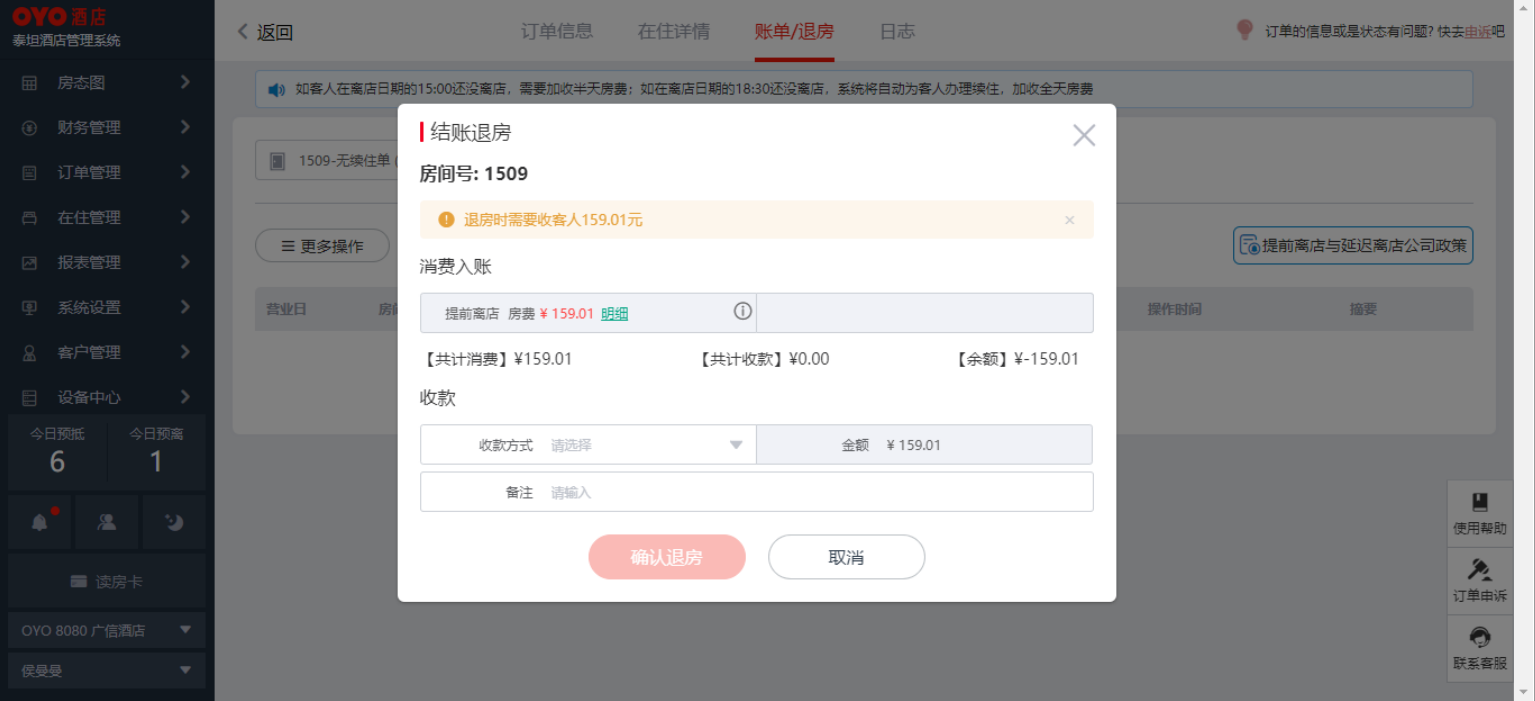 OYO 酒店
泰坦酒店管理系统
房态图
财务管理
订单管理
在住管理
报表管理
系统设置
客户管理
设备中心
今日预抵
6
今日预离
1
读房卡
OYO 8080 广信酒店
侯曼曼
返回
订单信息
在住详情
账单/退房
日志
订单的信息或是状态有问题? 快去申诉吧
如客人在离店日期的15:00还没离店，需要加收半天房费；如在离店日期的18:30还没离店，系统将自动为客人办理续住，加收全天房费
1509-无续住单 (
更多操作
提前离店与延迟离店公司政策
营业日
房
操作时间
摘要
结账退房
房间号: 1509
退房时需要收客人159.01元
消费入账
提前离店 房费 ¥ 159.01 明细
【共计消费】¥159.01
【共计收款】¥0.00
【余额】¥-159.01
收款
收款方式 请选择
金额 ¥ 159.01
备注 请输入
确认退房
取消
使用帮助
订单申诉
联系客服